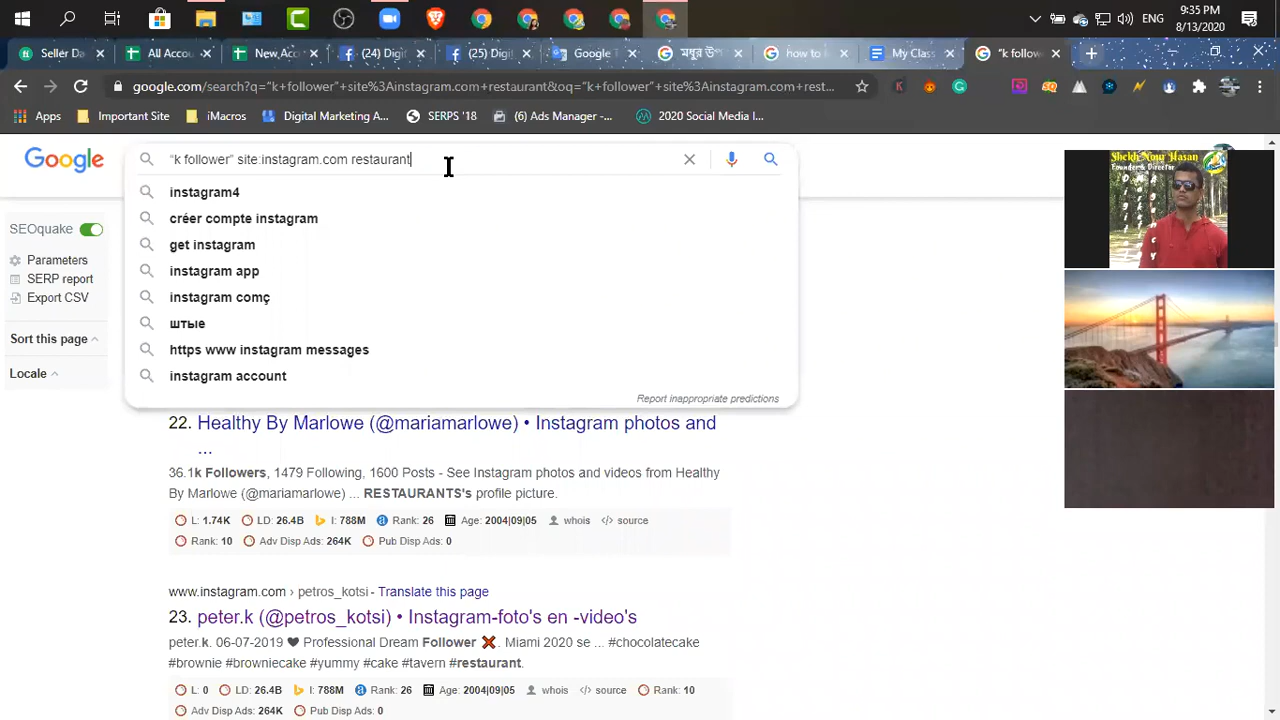 9:35 PM
ENG
8/13/2020
Seller Da
All Acco
New Acc
(24) Digi
(25) Digi
Google T
মধুর উপ
how to
My Class
"k follow
google.com/search?q="k+follower"+site%3Ainstagram.com+restaurant&oq="k+follower"+site%3Ainstagram.com+rest...
Apps
Important Site
iMacros
Digital Marketing A...
SERPS '18
(6) Ads Manager -...
2020 Social Media I...
Google
"k follower" site:instagram.com restaurant
instagram4
créer compte instagram
get instagram
instagram app
instagram comç
штые
https www instagram messages
instagram account
Report inappropriate predictions
SEOquake
Parameters
SERP report
Export CSV
Sort this page
Locale
22. Healthy By Marlowe (@mariamarlowe) • Instagram photos and
...
36.1k Followers, 1479 Following, 1600 Posts - See Instagram photos and videos from Healthy
By Marlowe (@mariamarlowe) ... RESTAURANTS's profile picture.
L: 1.74K LD: 26.4B I: 788M Rank: 26 Age: 2004|09|05 whois source
Rank: 10 Adv Disp Ads: 264K Pub Disp Ads: 0
www.instagram.com › petros_kotsi - Translate this page
23. peter.k (@petros_kotsi) • Instagram-foto's en -video's
peter.k. 06-07-2019 ❤ Professional Dream Follower ❌. Miami 2020 se ... #chocolatecake
#brownie #browniecake #yummy #cake #tavern #restaurant.
L: 0 LD: 26.4B I: 788M Rank: 26 Age: 2004|09|05 whois source Rank: 10
Adv Disp Ads: 264K Pub Disp Ads: 0
Shekh Nour Hasan
Founder & Director